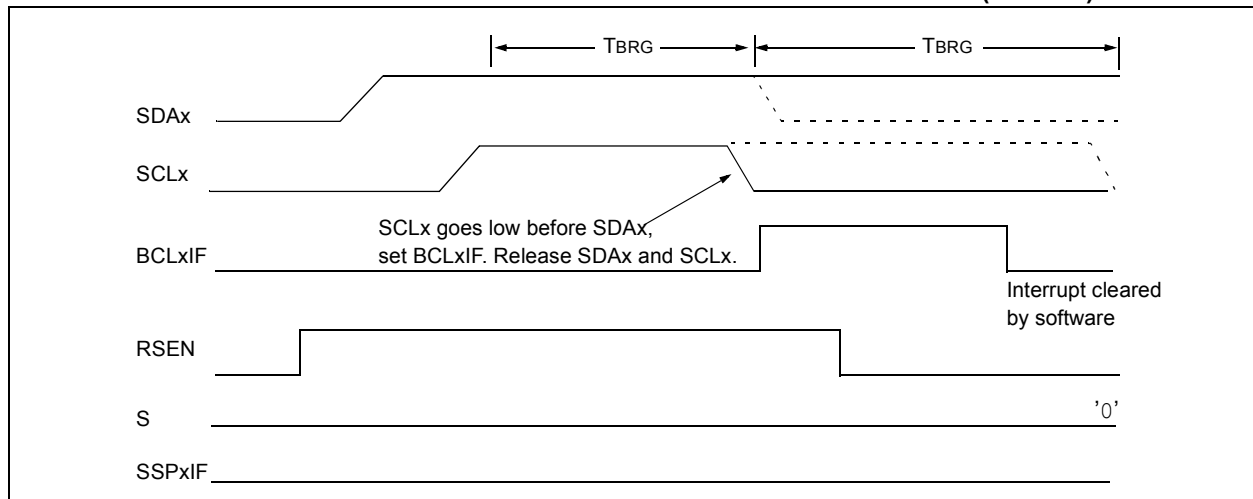 TBRG TBRG
SDAx
SCLx
SCLx goes low before SDAx,
set BCLxIF. Release SDAx and SCLx.
BCLxIF
Interrupt cleared
by software
RSEN
S '0'
SSPxIF